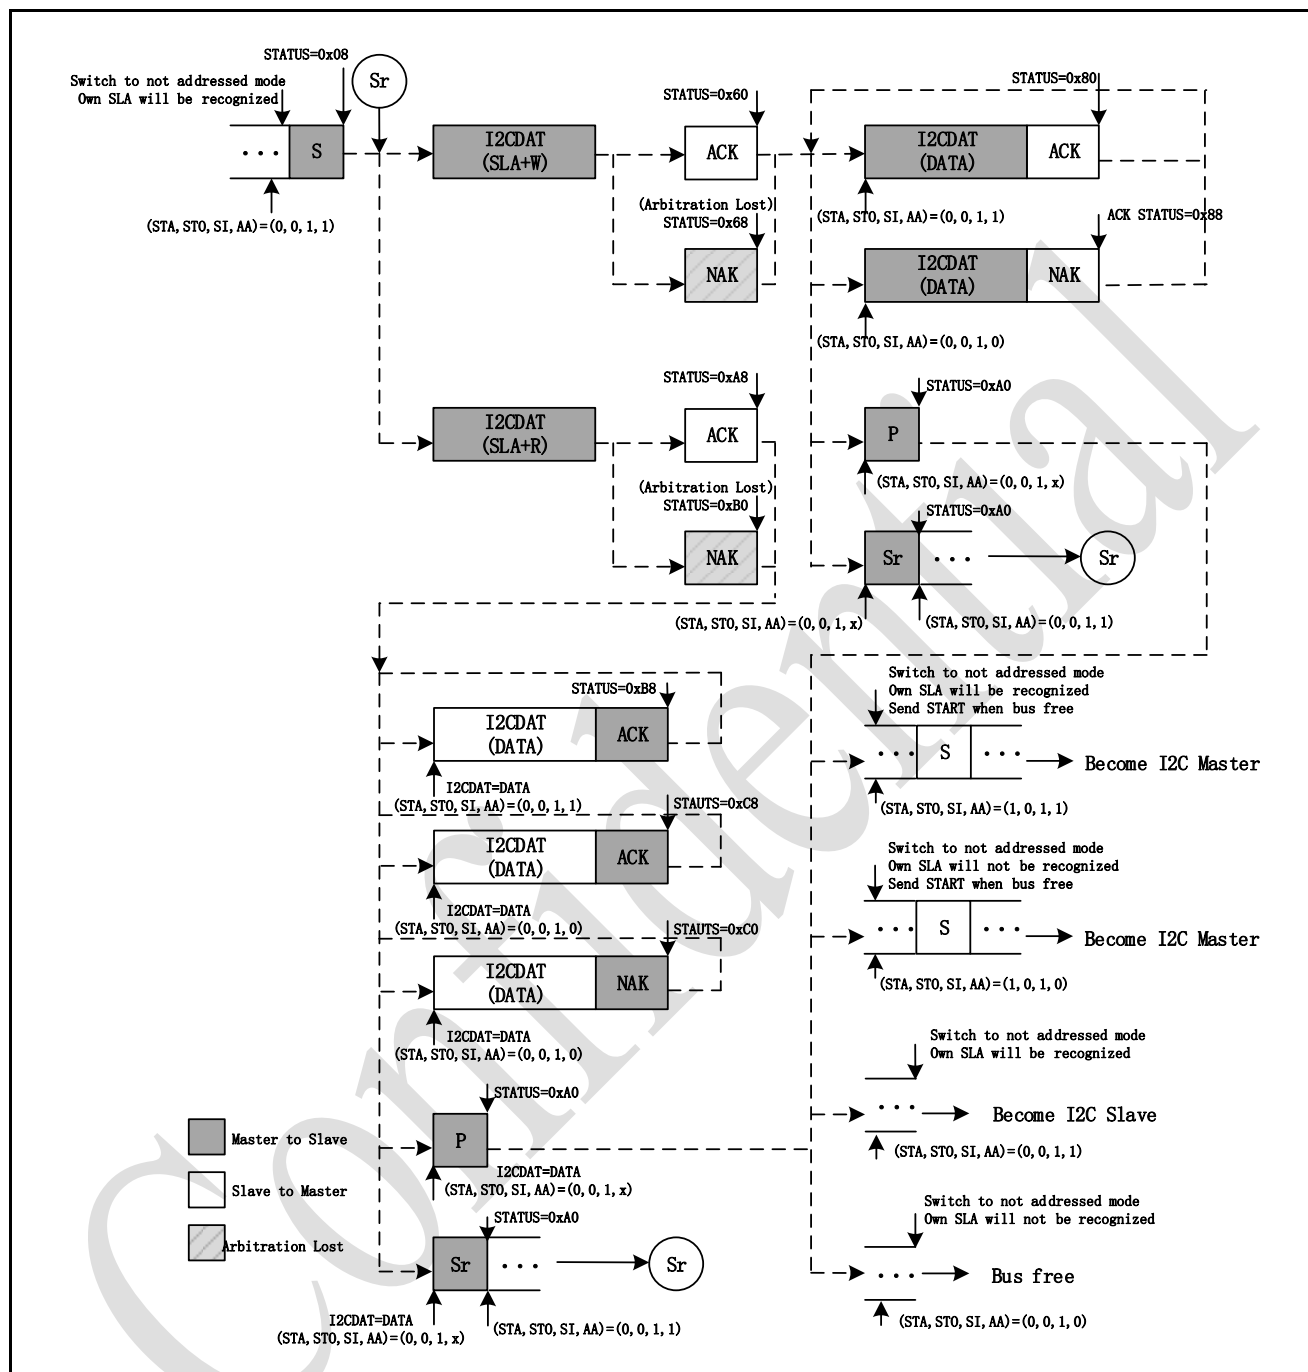 STATUS=0x08
Sr
Switch to not addressed mode
Own SLA will be recognized
··· S
(STA, STO, SI, AA)=(0, 0, 1, 1)
I2CDAT
(SLA+W)
STATUS=0x60
ACK
(Arbitration Lost)
STATUS=0x68
NAK
STATUS=0x80
I2CDAT
(DATA)
ACK
(STA, STO, SI, AA)=(0, 0, 1, 1)
ACK STATUS=0x88
I2CDAT
(DATA)
NAK
(STA, STO, SI, AA)=(0, 0, 1, 0)
I2CDAT
(SLA+R)
STATUS=0xA8
ACK
(Arbitration Lost)
STATUS=0xB0
NAK
STATUS=0xA0
P
(STA, STO, SI, AA)=(0, 0, 1, x)
STATUS=0xA0
Sr ··· Sr
(STA, STO, SI, AA)=(0, 0, 1, x)
(STA, STO, SI, AA)=(0, 0, 1, 1)
STATUS=0xB8
I2CDAT
(DATA)
ACK
I2CDAT=DATA
(STA, STO, SI, AA)=(0, 0, 1, 1)
STAUTS=0xC8
I2CDAT
(DATA)
ACK
I2CDAT=DATA
(STA, STO, SI, AA)=(0, 0, 1, 0)
STAUTS=0xC0
I2CDAT
(DATA)
NAK
I2CDAT=DATA
(STA, STO, SI, AA)=(0, 0, 1, 0)
STATUS=0xA0
P
I2CDAT=DATA
(STA, STO, SI, AA)=(0, 0, 1, x)
STATUS=0xA0
Sr ··· Sr
I2CDAT=DATA
(STA, STO, SI, AA)=(0, 0, 1, x)
(STA, STO, SI, AA)=(0, 0, 1, 1)
Switch to not addressed mode
Own SLA will be recognized
Send START when bus free
··· S ··· Become I2C Master
(STA, STO, SI, AA)=(1, 0, 1, 1)
Switch to not addressed mode
Own SLA will not be recognized
Send START when bus free
··· S ··· Become I2C Master
(STA, STO, SI, AA)=(1, 0, 1, 0)
Switch to not addressed mode
Own SLA will be recognized
··· Become I2C Slave
(STA, STO, SI, AA)=(0, 0, 1, 1)
Switch to not addressed mode
Own SLA will not be recognized
··· Bus free
(STA, STO, SI, AA)=(0, 0, 1, 0)
Master to Slave
Slave to Master
Arbitration Lost
Confidential